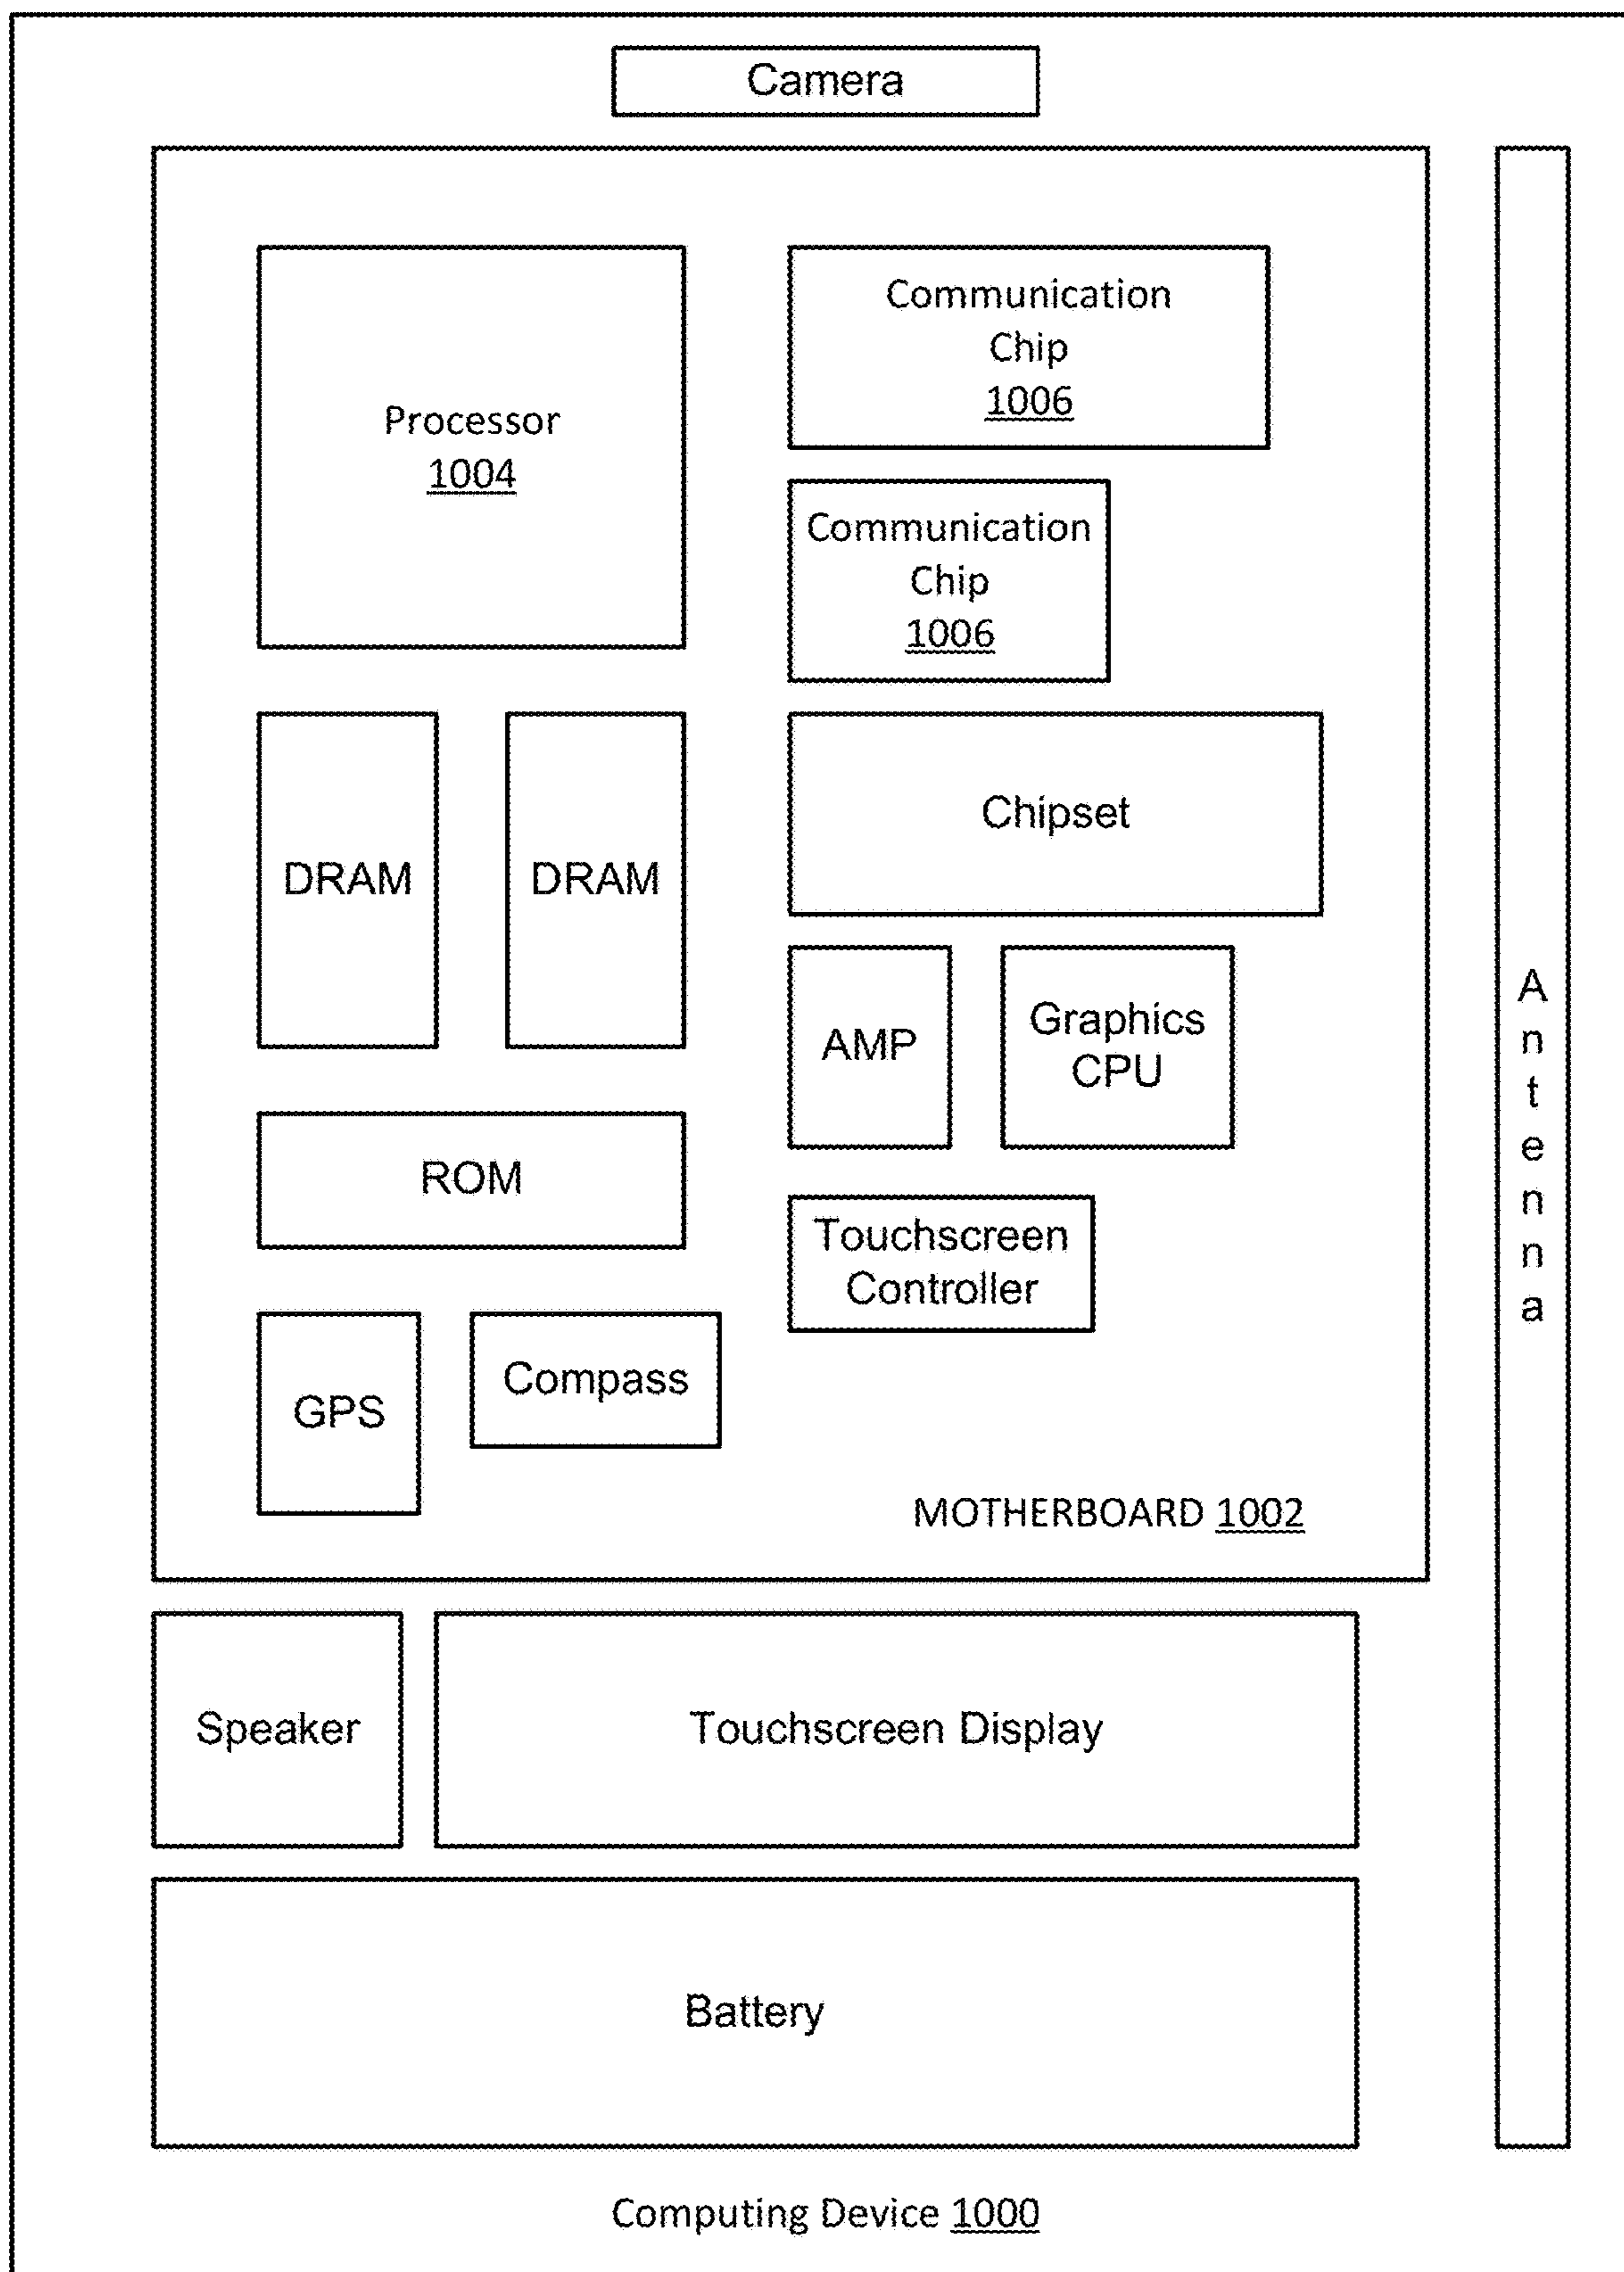 Camera
Processor
1004
Communication
Chip
1006
Communication
Chip
1006
DRAM
DRAM
Chipset
AMP
Graphics
CPU
ROM
Touchscreen
Controller
GPS
Compass
MOTHERBOARD 1002
Antenna
Speaker
Touchscreen Display
Battery
Computing Device 1000